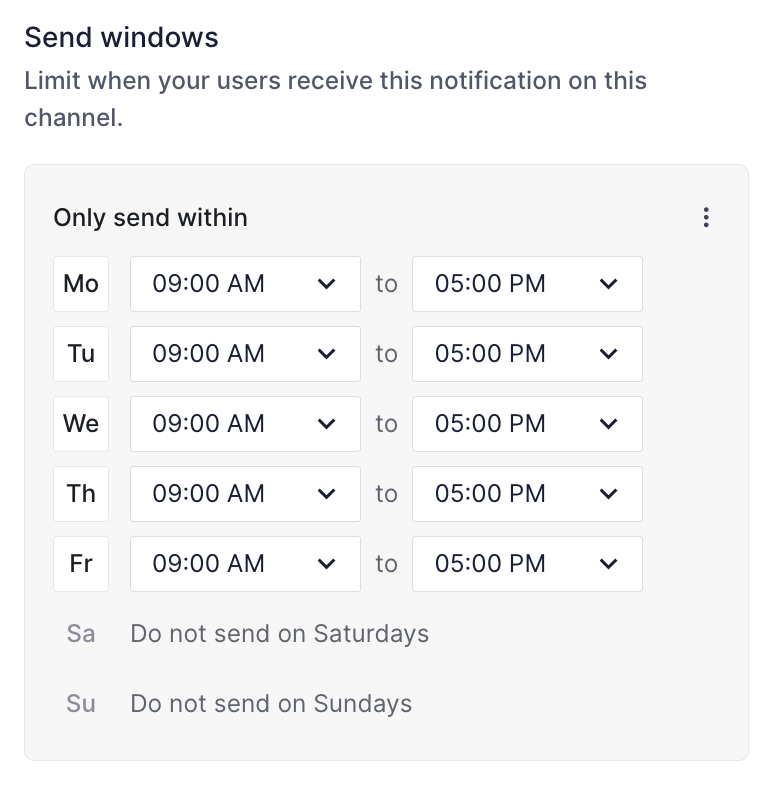 Send windows
Limit when your users receive this notification on this
channel.
Only send within
Mo 09:00 AM to 05:00 PM
Tu 09:00 AM to 05:00 PM
We 09:00 AM to 05:00 PM
Th 09:00 AM to 05:00 PM
Fr 09:00 AM to 05:00 PM
Sa Do not send on Saturdays
Su Do not send on Sundays